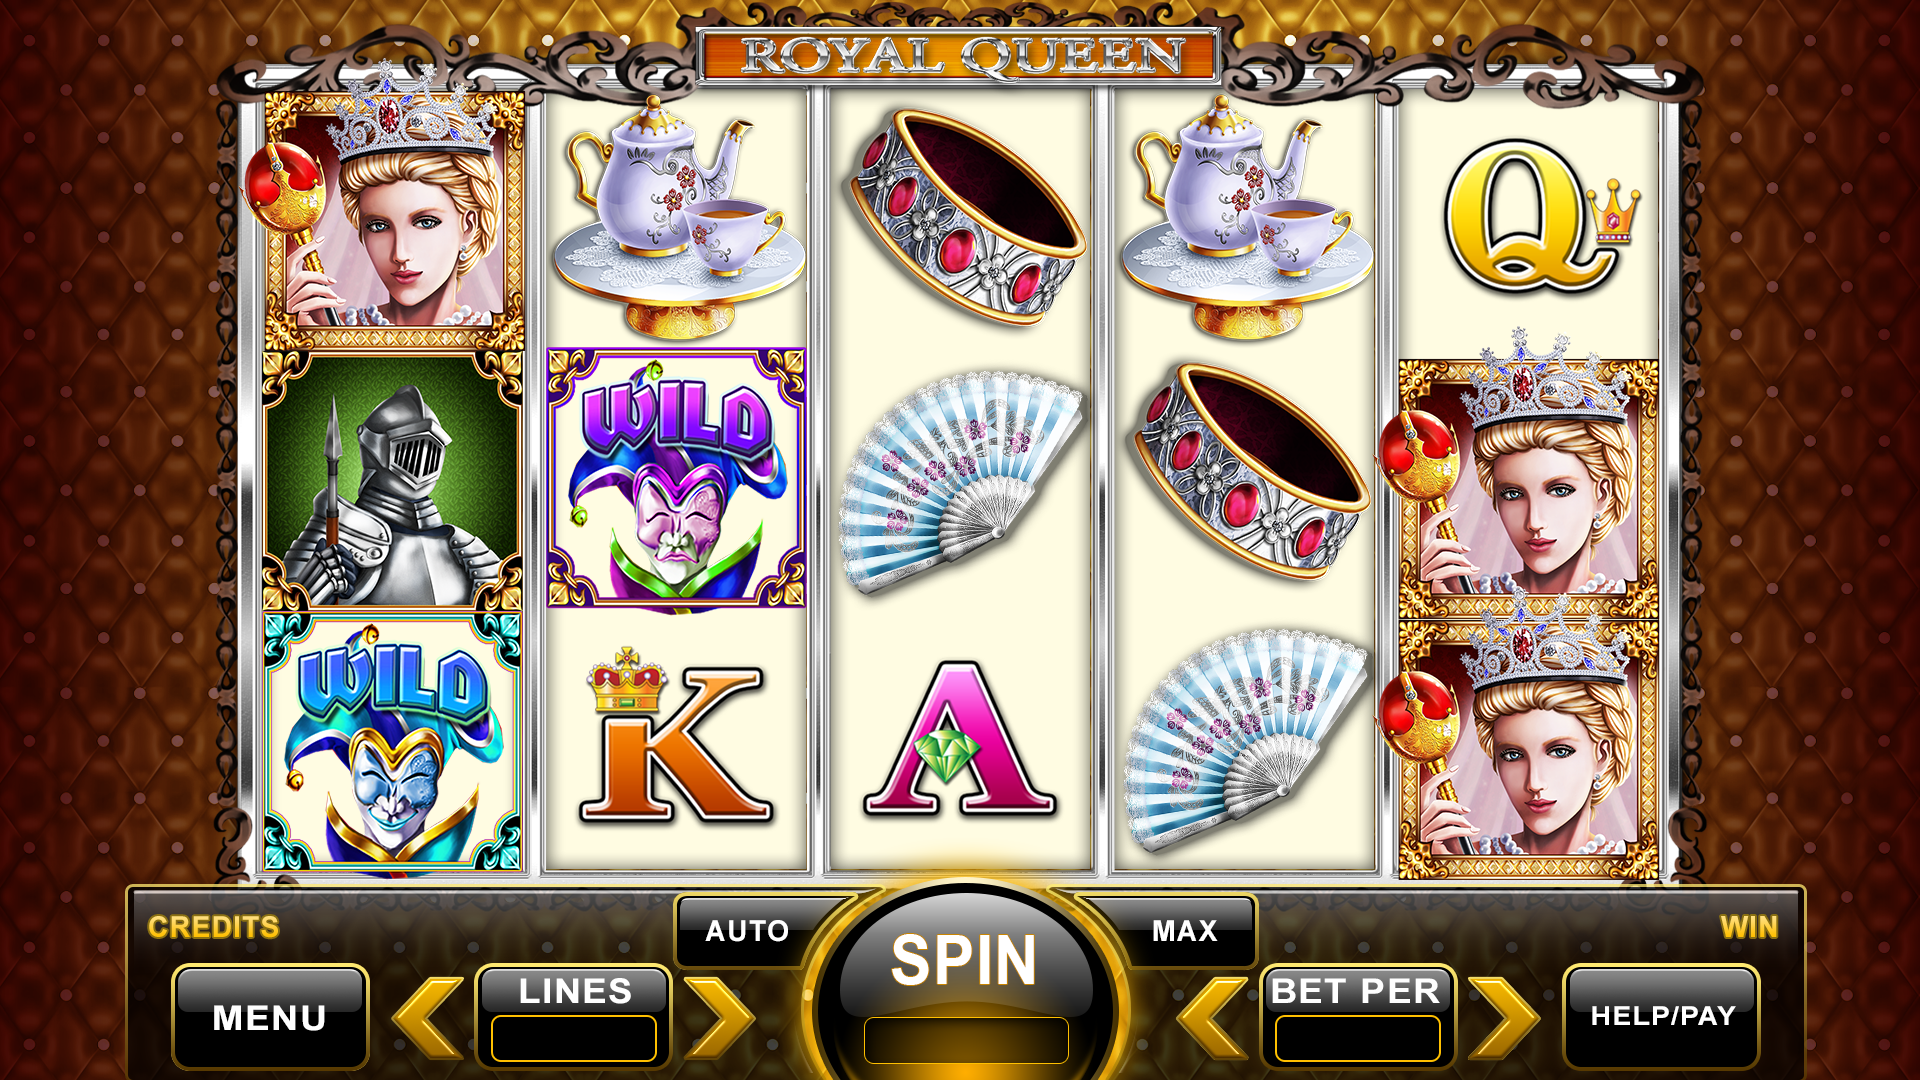 ROYAL QUEEN
Q
WILD
WILD
K
A
CREDITS
AUTO
SPIN
MAX
WIN
MENU
LINES
BET PER
HELP/PAY